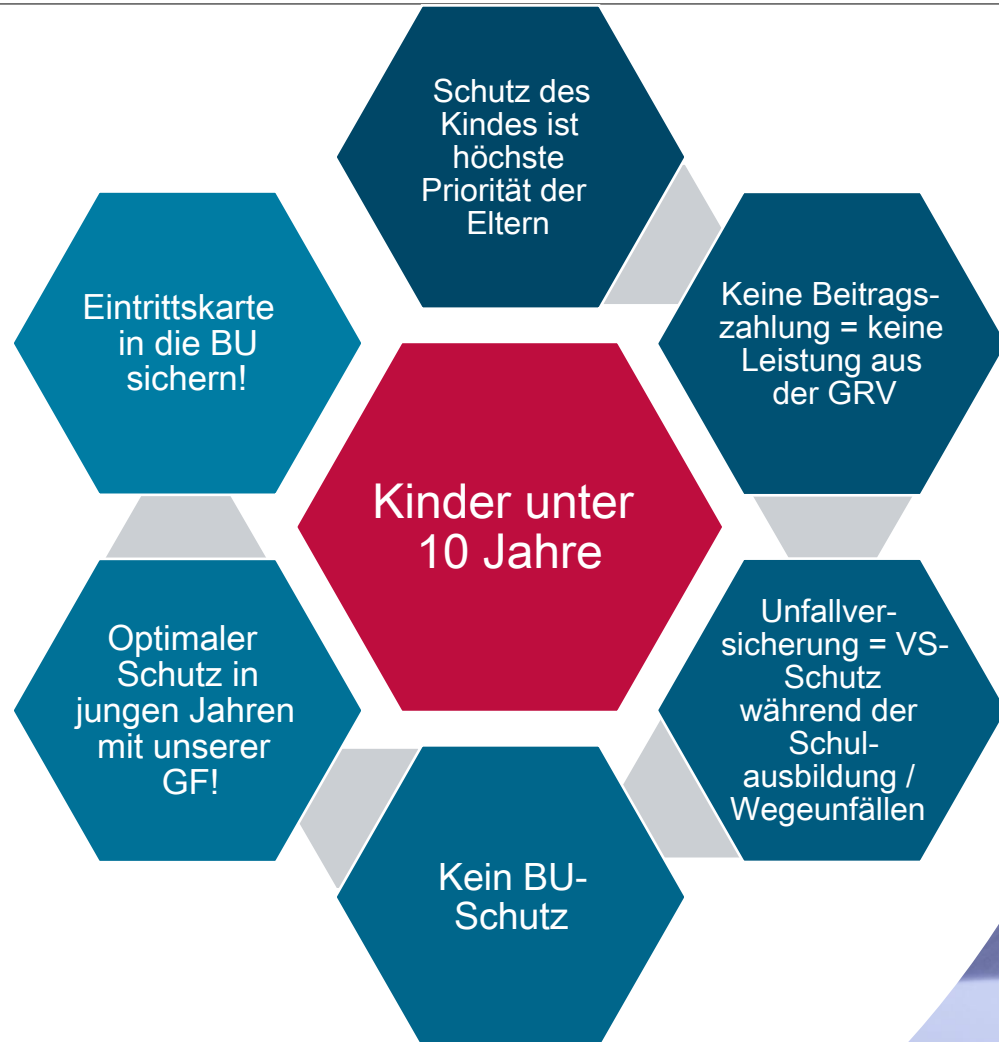 Schutz des
Kindes ist
höchste
Priorität der
Eltern
Keine Beitrags-
zahlung = keine
Leistung aus
der GRV
Unfallver-
sicherung = VS-
Schutz
während der
Schul-
ausbildung /
Wegeunfällen
Kein BU-
Schutz
Optimaler
Schutz in
jungen Jahren
mit unserer
GF!
Eintrittskarte
in die BU
sichern!
Kinder unter
10 Jahre